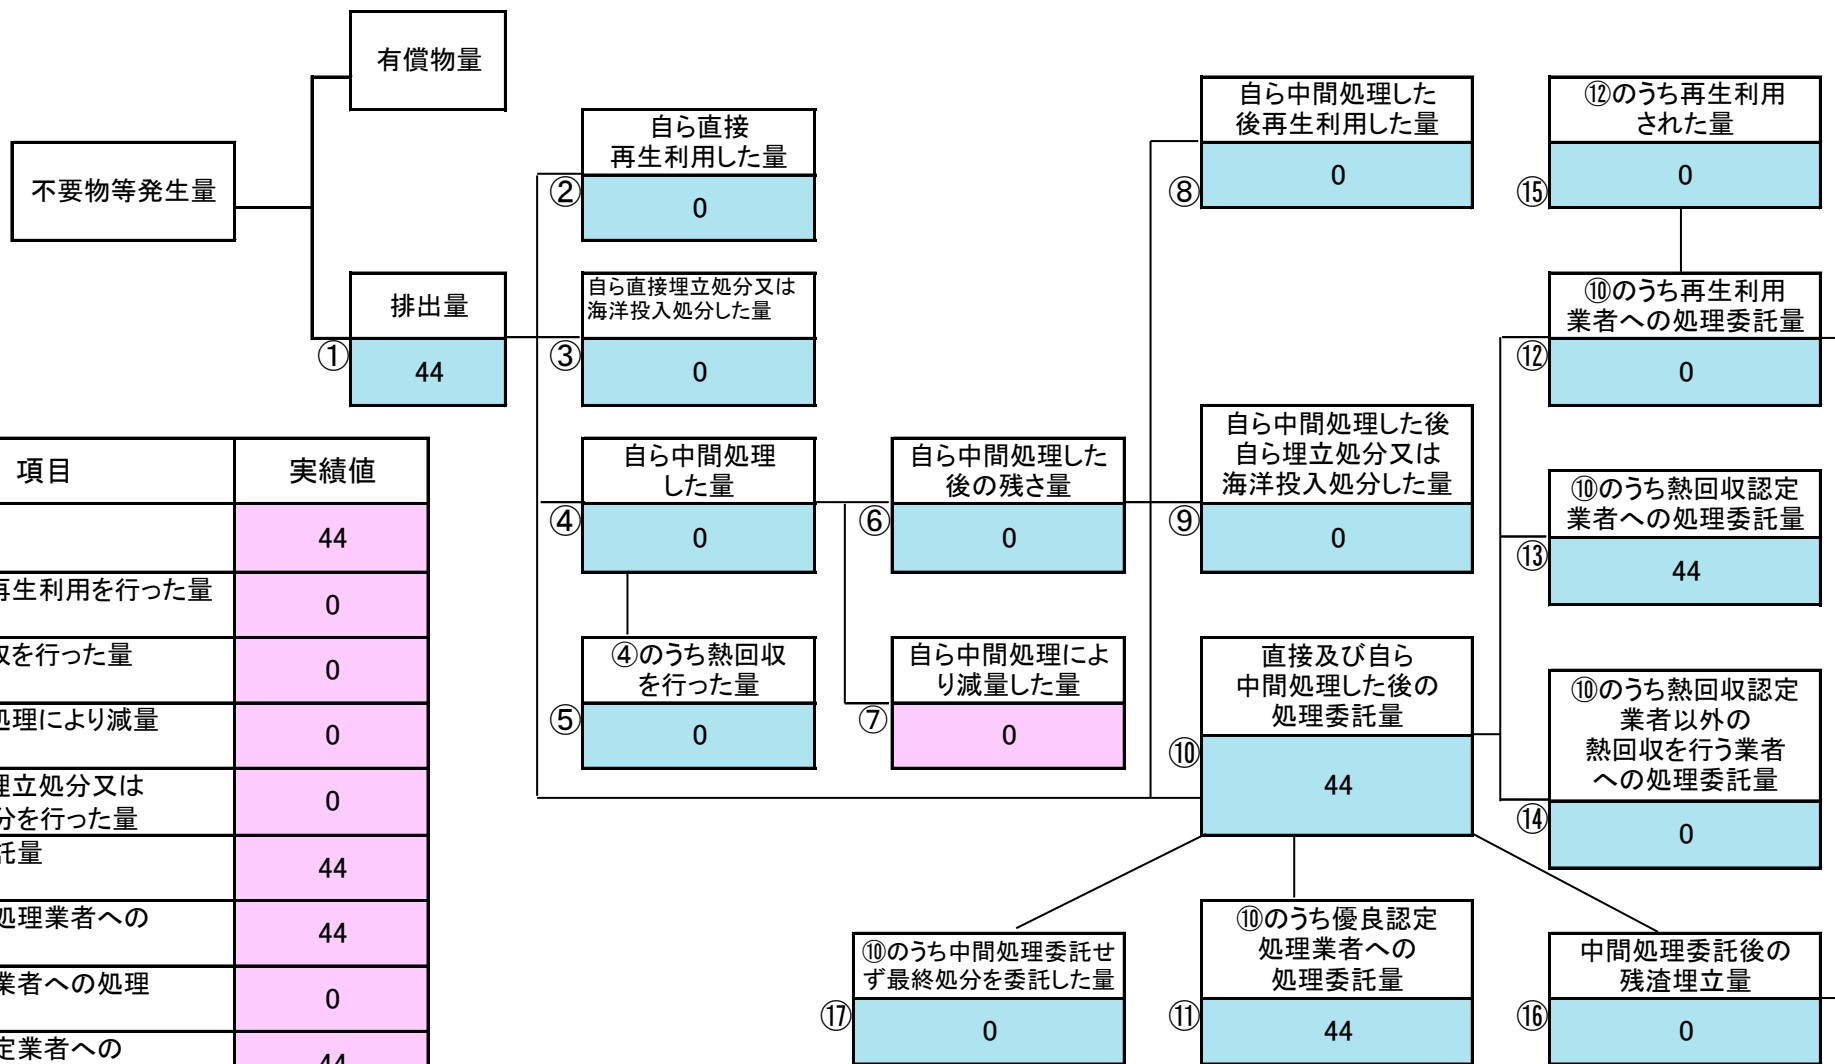 有償物量
不要物等発生量
排出量
①
44
自ら直接
再生利用した量
②
0
自ら直接埋立処分又は
海洋投入処分した量
③
0
自ら中間処理
した量
④
0
④のうち熱回収
を行った量
⑤
0
自ら中間処理した
後の残さ量
⑥
0
自ら中間処理によ
り減量した量
⑦
0
自ら中間処理した
後再生利用した量
⑧
0
自ら中間処理した後
自ら埋立処分又は
海洋投入処分した量
⑨
0
直接及び自ら
中間処理した後の
処理委託量
⑩
44
⑩のうち優良認定
処理業者への
処理委託量
⑪
44
⑫のうち再生利用
された量
⑮
0
⑩のうち再生利用
業者への処理委託量
⑫
0
⑩のうち熱回収認定
業者への処理委託量
⑬
44
⑩のうち熱回収認定
業者以外の
熱回収を行う業者
への処理委託量
⑭
0
中間処理委託後の
残渣埋立量
⑯
0
⑩のうち中間処理委託せ
ず最終処分を委託した量
⑰
0
項目 実績値
44
再生利用を行った量
0
を行った量
0
処理により減量
0
埋立処分又は
分を行った量
0
託量
44
処理業者への
44
業者への処理
0
定業者への
44